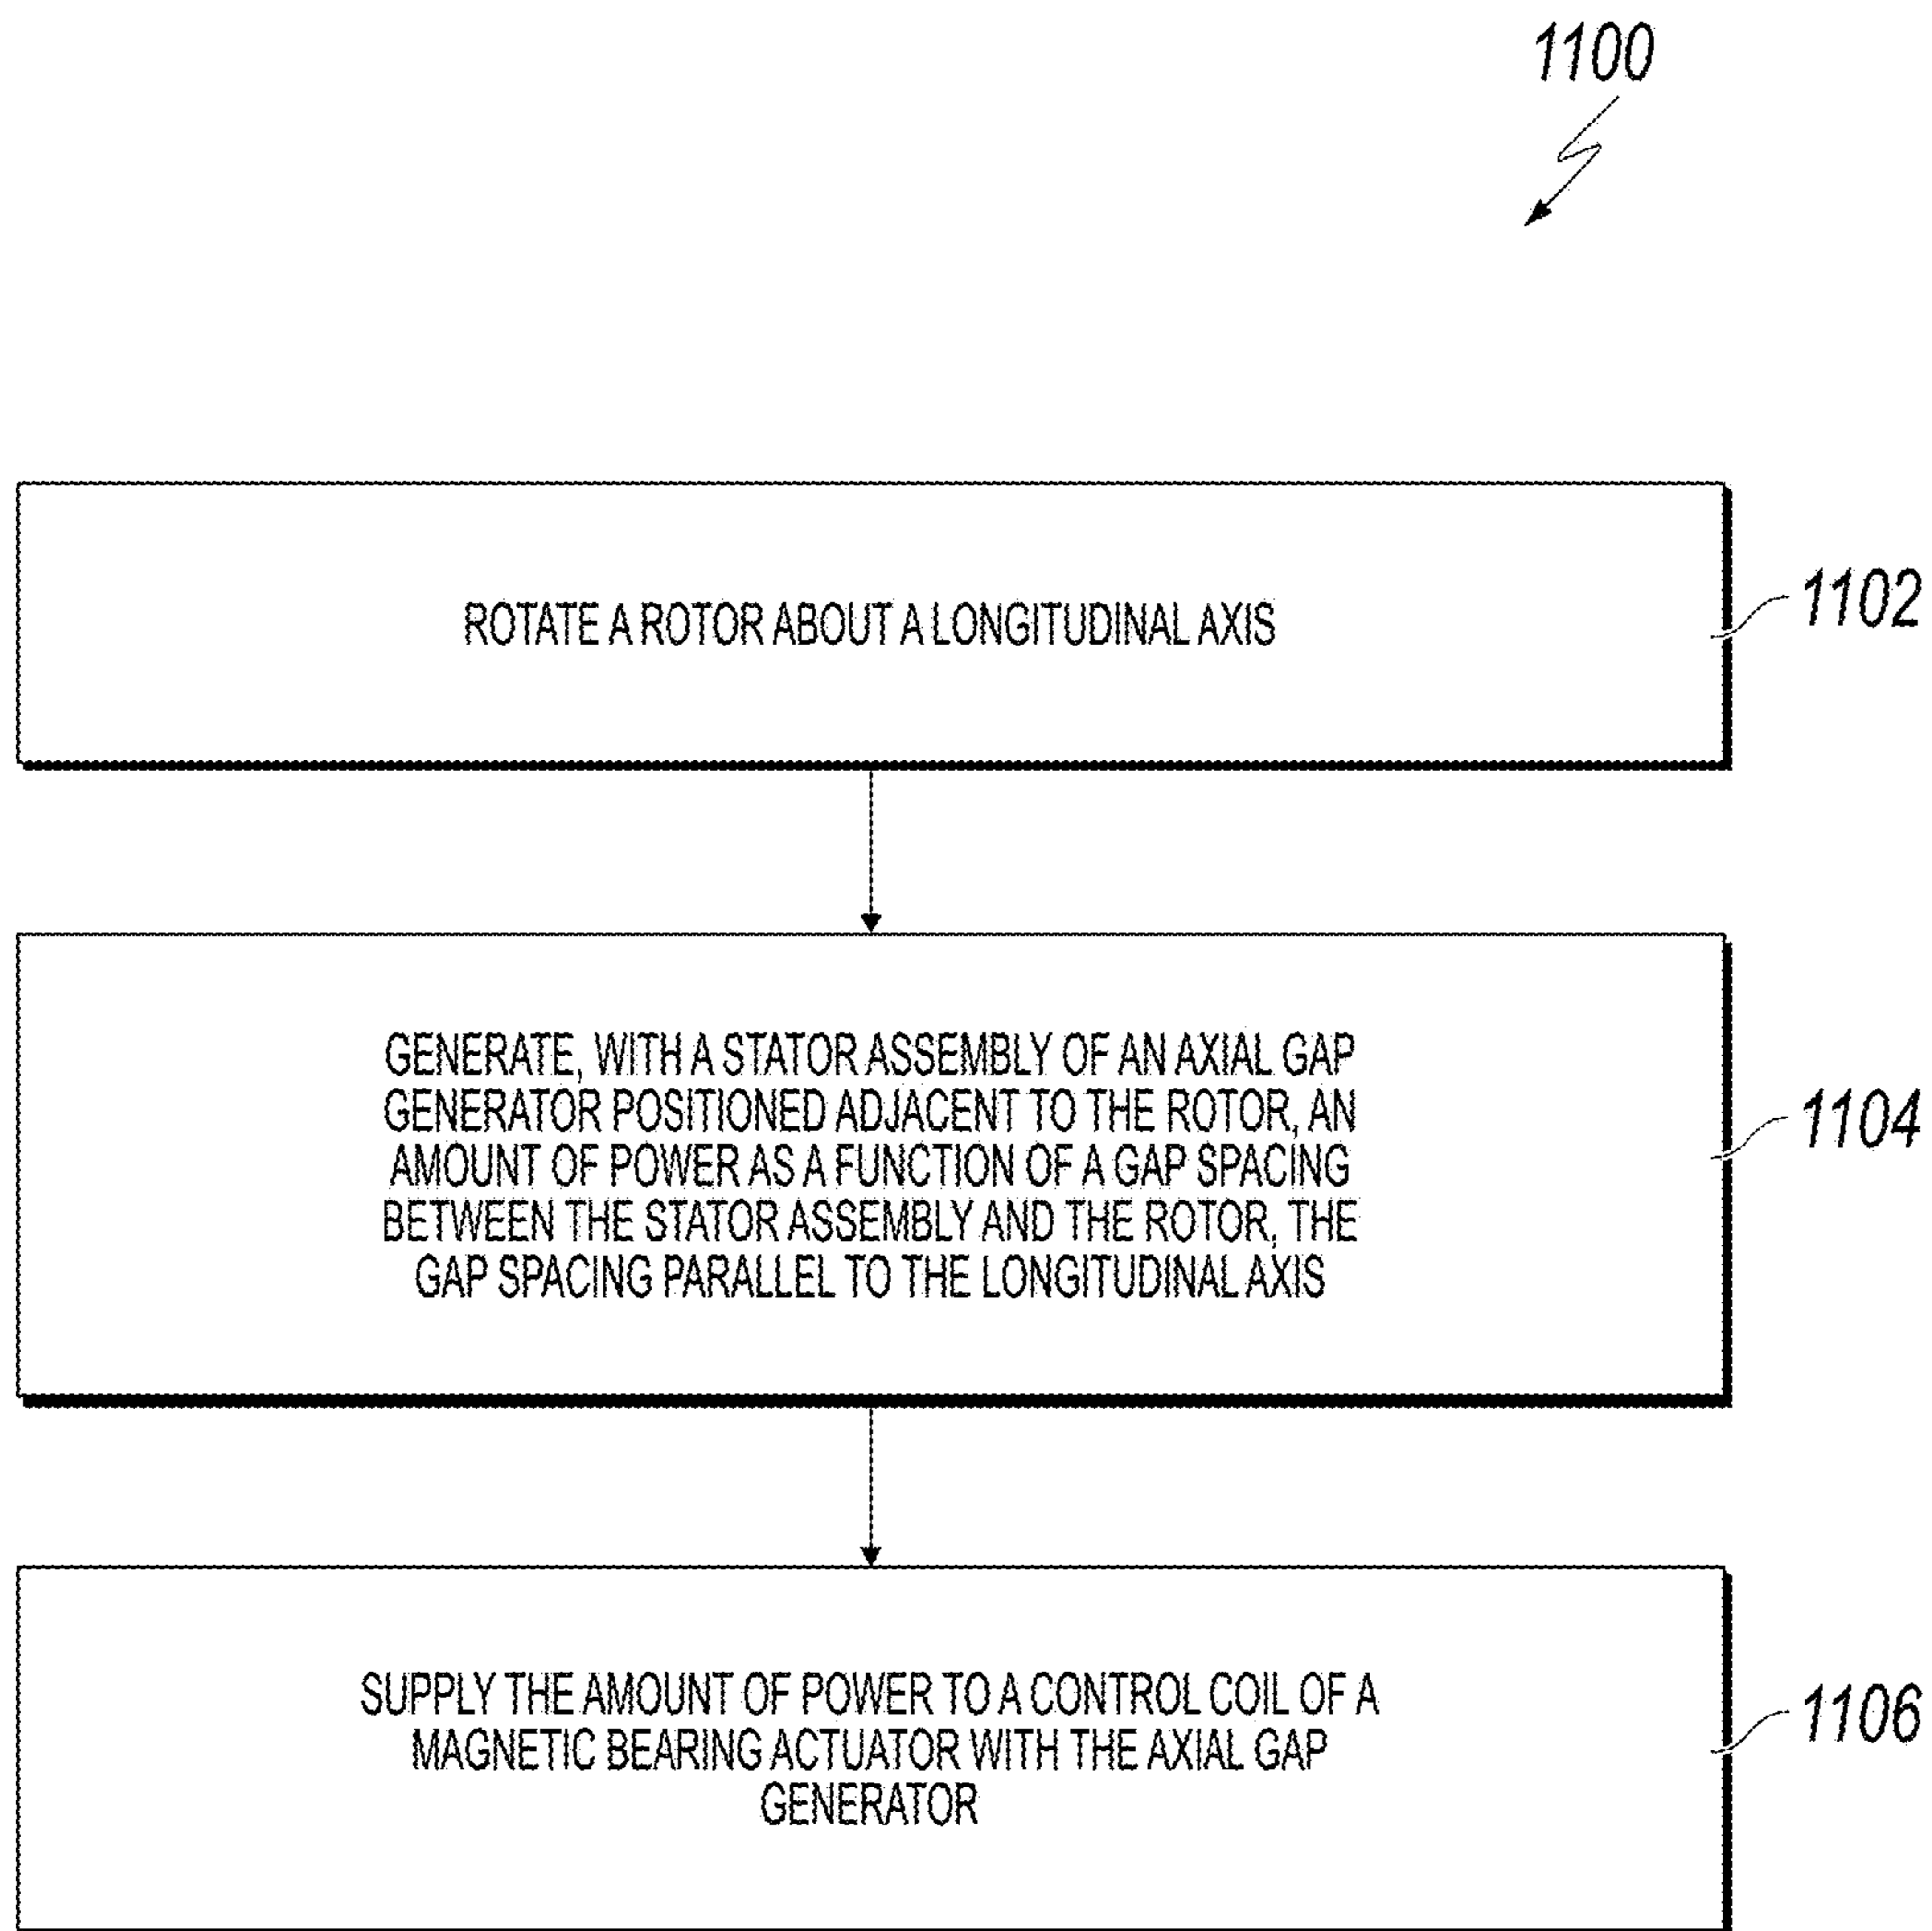 1100
ROTATE A ROTOR ABOUT A LONGITUDINAL AXIS
1102
GENERATE, WITH A STATOR ASSEMBLY OF AN AXIAL GAP
GENERATOR POSITIONED ADJACENT TO THE ROTOR, AN
AMOUNT OF POWER AS A FUNCTION OF A GAP SPACING
BETWEEN THE STATOR ASSEMBLY AND THE ROTOR, THE
GAP SPACING PARALLEL TO THE LONGITUDINAL AXIS
1104
SUPPLY THE AMOUNT OF POWER TO A CONTROL COIL OF A
MAGNETIC BEARING ACTUATOR WITH THE AXIAL GAP
GENERATOR
1106